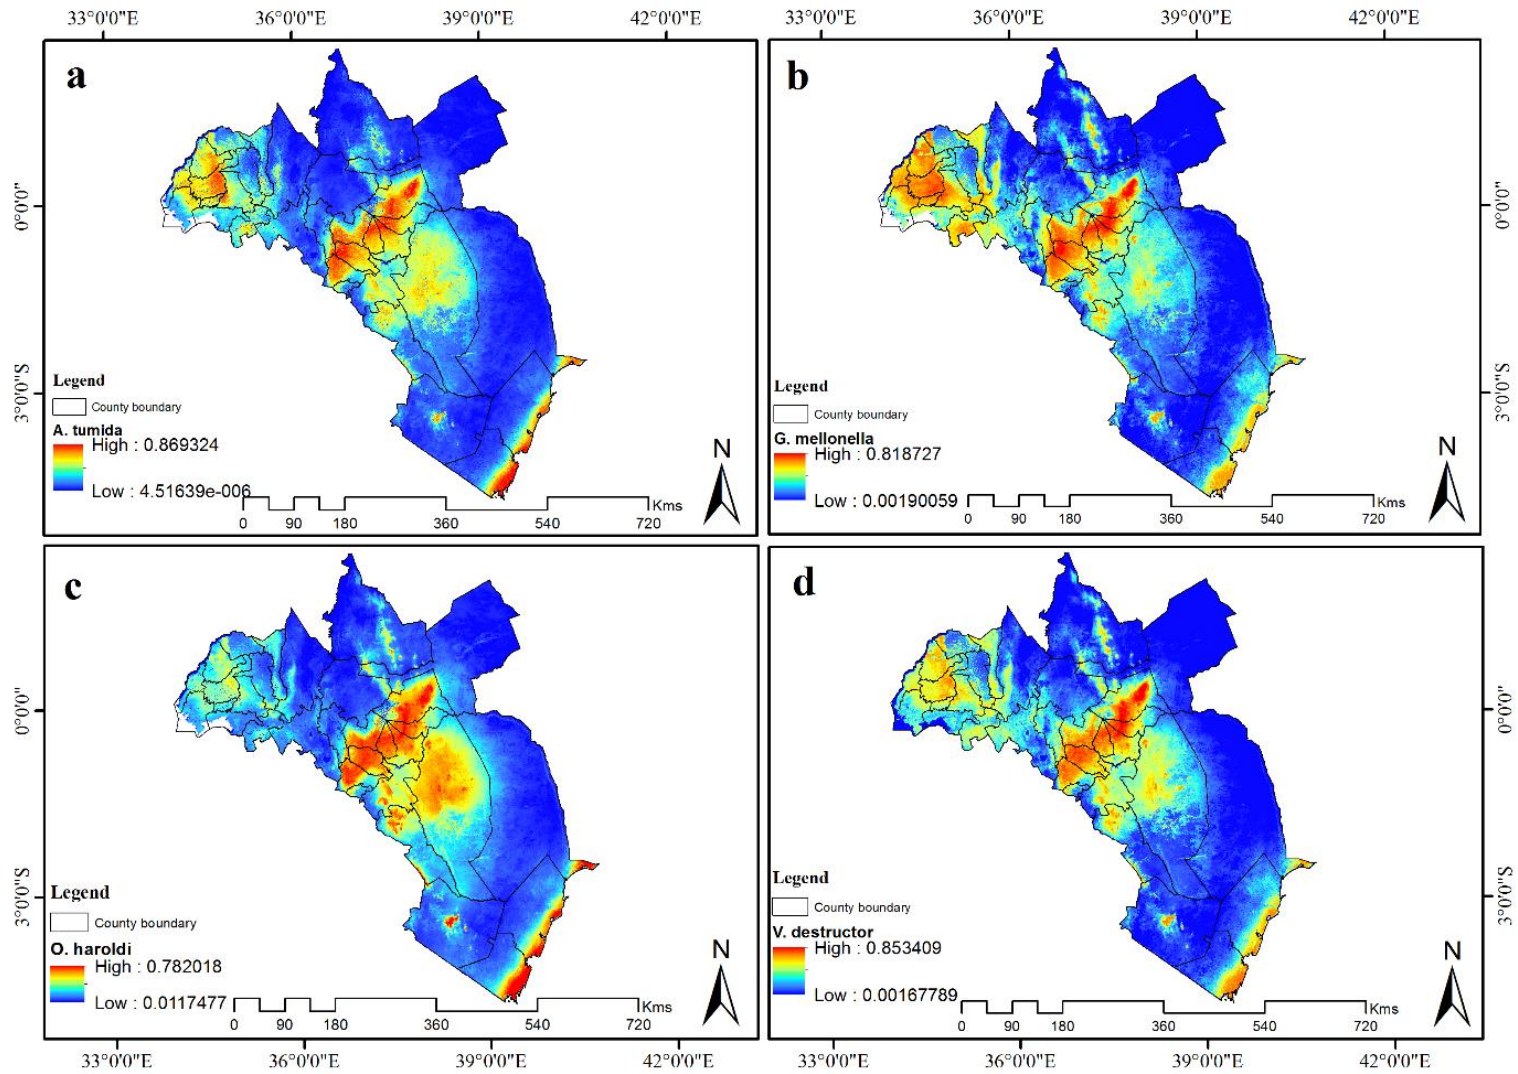 33°0'0"E 36°0'0"E 39°0'0"E 42°0'0"E 33°0'0"E 36°0'0"E 39°0'0"E 42°0'0"E
a
0°0'0"
3°0'0"S
Legend
County boundary
A. tumida
High : 0.869324
Low : 4.51639e-006
0 90 180 360 540 720
Kms
N
b
0°0'0"
3°0'0"S
Legend
County boundary
G. mellonella
High : 0.818727
Low : 0.00190059
0 90 180 360 540 720
Kms
N
c
0°0'0"
3°0'0"S
Legend
County boundary
O. haroldi
High : 0.782018
Low : 0.0117477
0 90 180 360 540 720
Kms
N
d
0°0'0"
3°0'0"S
Legend
County boundary
V. destructor
High : 0.853409
Low : 0.00167789
0 90 180 360 540 720
Kms
N
33°0'0"E 36°0'0"E 39°0'0"E 42°0'0"E 33°0'0"E 36°0'0"E 39°0'0"E 42°0'0"E